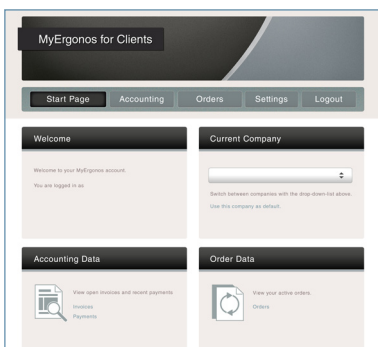 MyErgonos for Clients
Start Page Accounting Orders Settings Logout
Welcome
Welcome to your MyErgonos account.
You are logged in as
Current Company
Switch between companies with the drop-down-list above.
Use this company as default.
Accounting Data
View open invoices and recent payments
Invoices
Payments
Order Data
View your active orders.
Orders